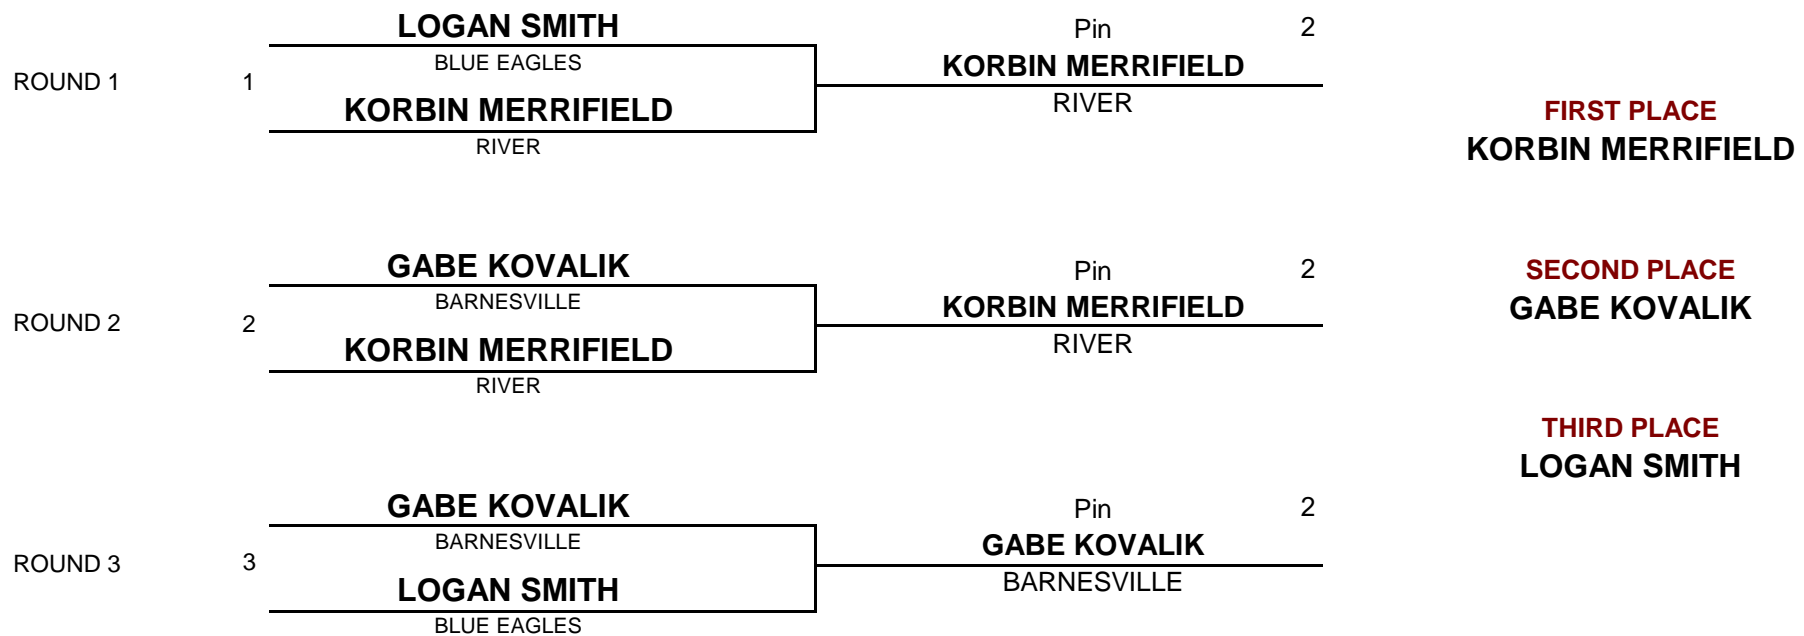 LOGAN SMITH
BLUE EAGLES
ROUND 1
1
KORBIN MERRIFIELD
RIVER
Pin
2
KORBIN MERRIFIELD
RIVER
FIRST PLACE
KORBIN MERRIFIELD
GABE KOVALIK
BARNESVILLE
ROUND 2
2
KORBIN MERRIFIELD
RIVER
Pin
2
KORBIN MERRIFIELD
RIVER
SECOND PLACE
GABE KOVALIK
THIRD PLACE
LOGAN SMITH
GABE KOVALIK
BARNESVILLE
ROUND 3
3
LOGAN SMITH
BLUE EAGLES
Pin
2
GABE KOVALIK
BARNESVILLE